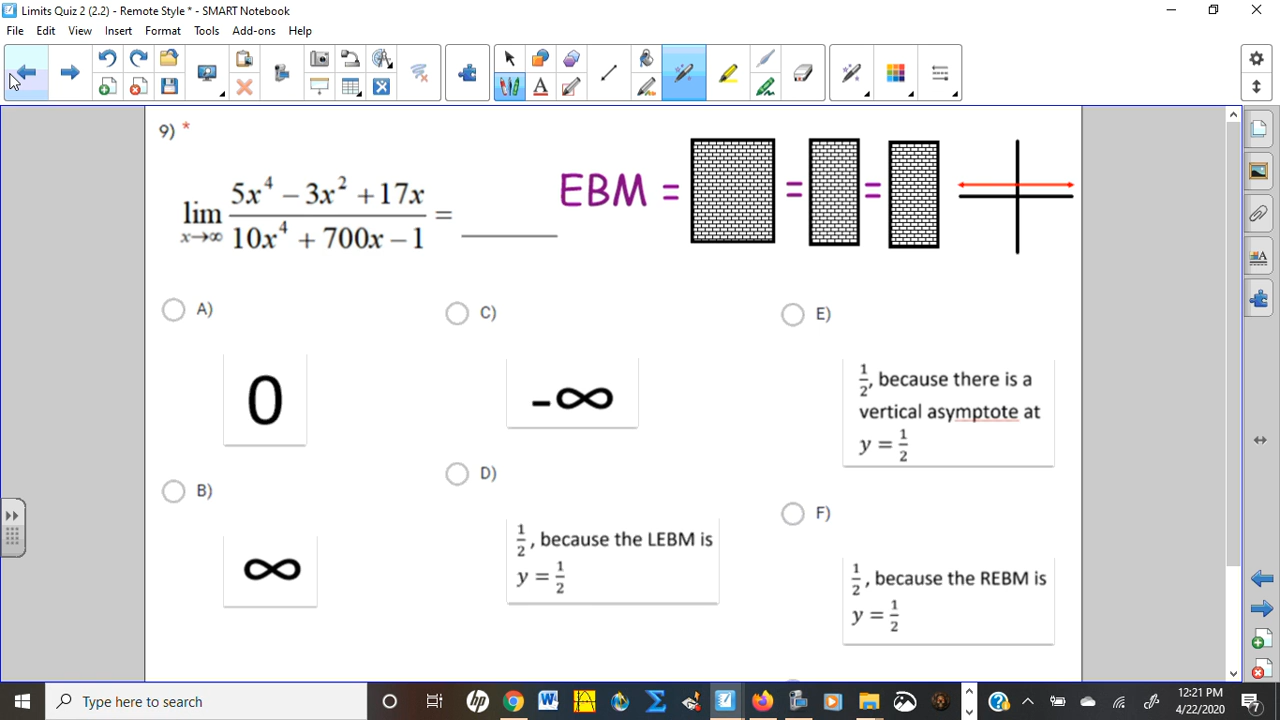 Limits Quiz 2 (2.2) - Remote Style * - SMART Notebook
File Edit View Insert Format Tools Add-ons Help
9) *
lim x→∞ (5x⁴ – 3x² + 17x) / (10x⁴ + 700x – 1) = ________
EBM = = =
A)
0
B)
∞
C)
-∞
D)
1/2, because the LEBM is
y = 1/2
E)
1/2, because there is a
vertical asymptote at
y = 1/2
F)
1/2, because the REBM is
y = 1/2
Type here to search
12:21 PM
4/22/2020
7